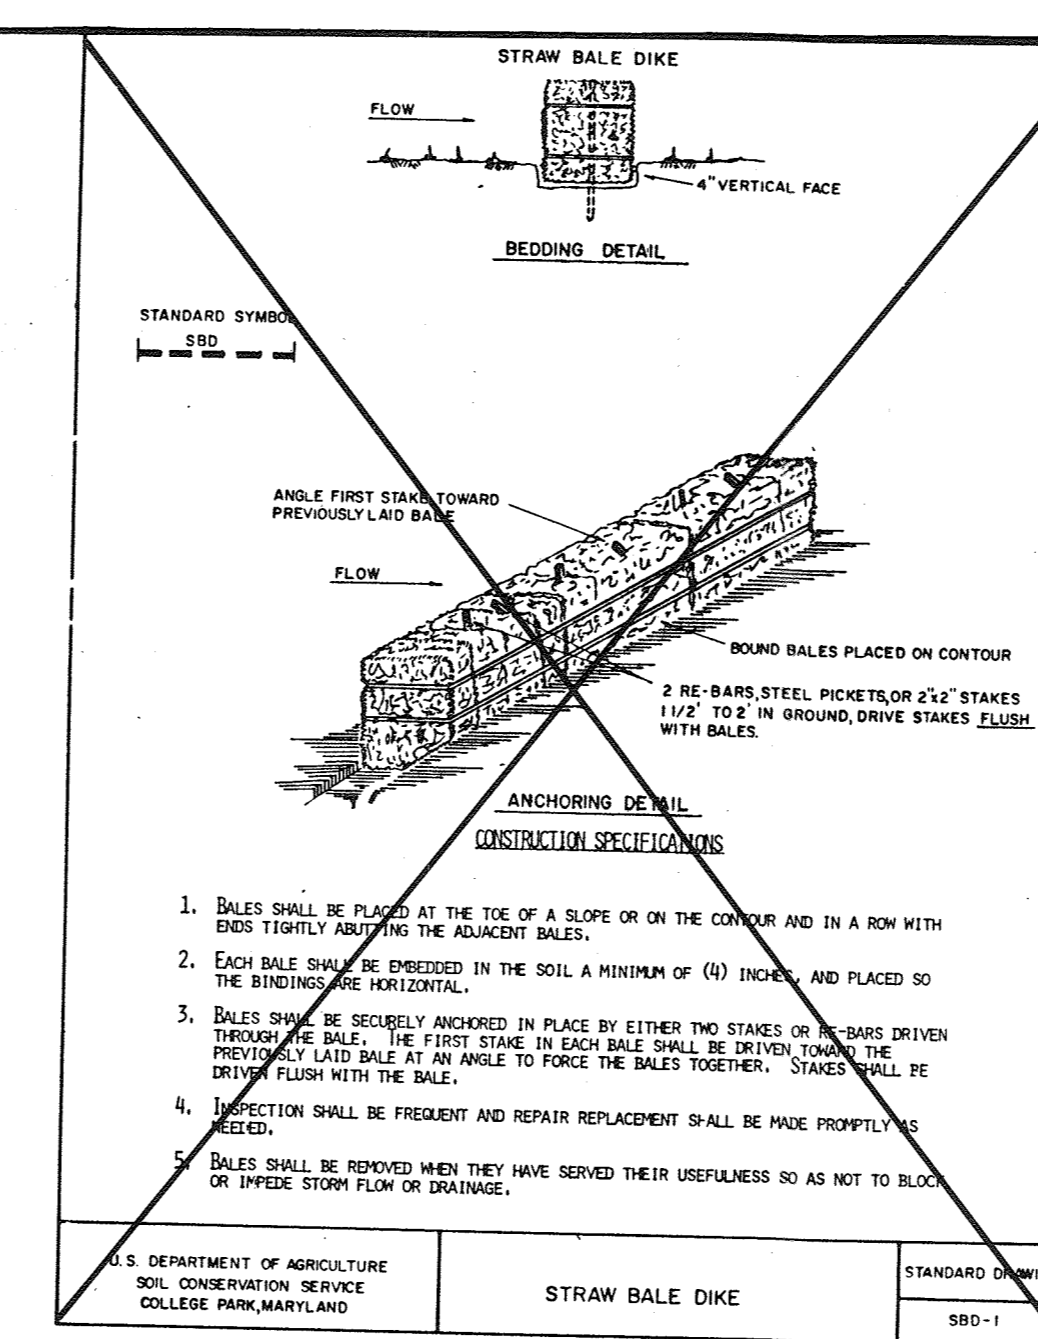 STRAW BALE DIKE
FLOW
4" VERTICAL FACE
BEDDING DETAIL
STANDARD SYMBOL
SBD
ANGLE FIRST STAKE TOWARD
PREVIOUSLY LAID BALE
FLOW
BOUND BALES PLACED ON CONTOUR
2 RE-BARS, STEEL PICKETS, OR 2"x2" STAKES
1 1/2' TO 2' IN GROUND, DRIVE STAKES FLUSH
WITH BALES.
ANCHORING DETAIL
CONSTRUCTION SPECIFICATIONS
1. BALES SHALL BE PLACED AT THE TOE OF A SLOPE OR ON THE CONTOUR AND IN A ROW WITH
ENDS TIGHTLY ABUTTING THE ADJACENT BALES.
2. EACH BALE SHALL BE EMBEDDED IN THE SOIL A MINIMUM OF (4) INCHES, AND PLACED SO
THE BINDINGS ARE HORIZONTAL.
3. BALES SHALL BE SECURELY ANCHORED IN PLACE BY EITHER TWO STAKES OR RE-BARS DRIVEN
THROUGH THE BALE. THE FIRST STAKE IN EACH BALE SHALL BE DRIVEN TOWARD THE
PREVIOUSLY LAID BALE AT AN ANGLE TO FORCE THE BALES TOGETHER. STAKES SHALL BE
DRIVEN FLUSH WITH THE BALE.
4. INSPECTION SHALL BE FREQUENT AND REPAIR REPLACEMENT SHALL BE MADE PROMPTLY AS
NEEDED.
5. BALES SHALL BE REMOVED WHEN THEY HAVE SERVED THEIR USEFULNESS SO AS NOT TO BLOCK
OR IMPEDE STORM FLOW OR DRAINAGE.
U.S. DEPARTMENT OF AGRICULTURE
SOIL CONSERVATION SERVICE
COLLEGE PARK, MARYLAND
STRAW BALE DIKE
STANDARD DRAWI
SBD-1